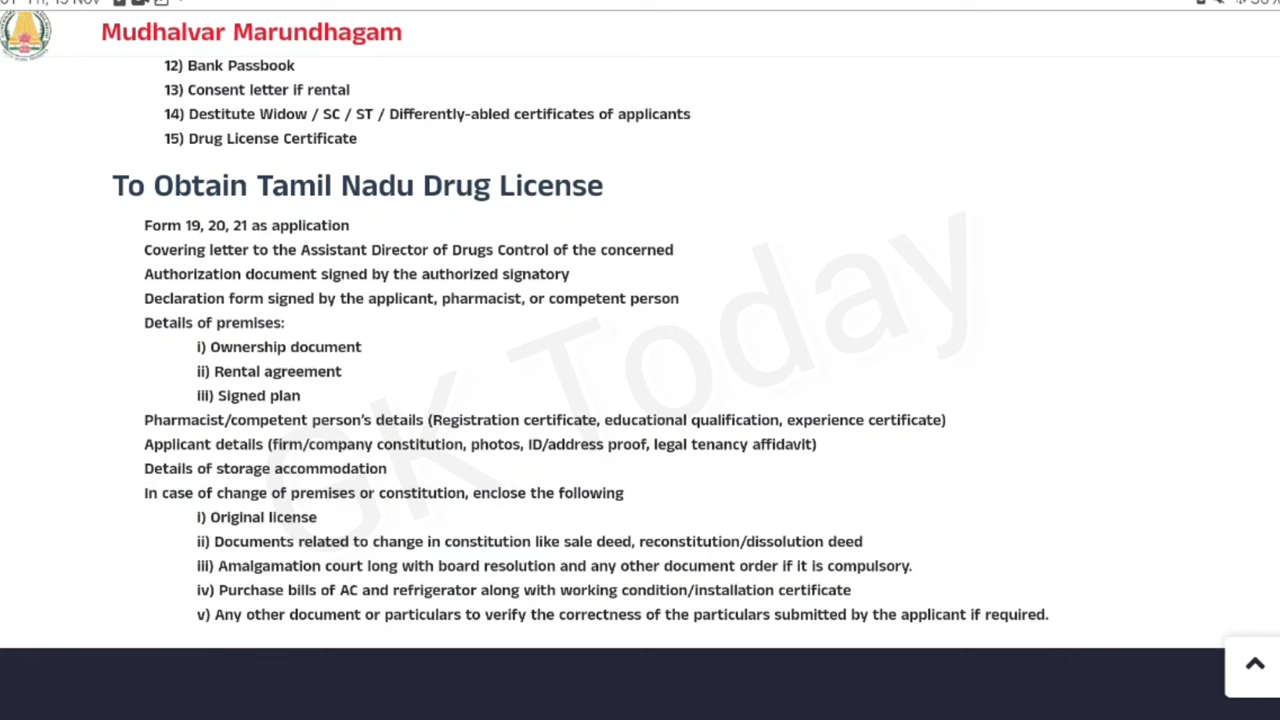 Mudhalvar Marundhagam
12) Bank Passbook
13) Consent letter if rental
14) Destitute Widow / SC / ST / Differently-abled certificates of applicants
15) Drug License Certificate
To Obtain Tamil Nadu Drug License
Form 19, 20, 21 as application
Covering letter to the Assistant Director of Drugs Control of the concerned
Authorization document signed by the authorized signatory
Declaration form signed by the applicant, pharmacist, or competent person
Details of premises:
i) Ownership document
ii) Rental agreement
iii) Signed plan
Pharmacist/competent person's details (Registration certificate, educational qualification, experience certificate)
Applicant details (firm/company constitution, photos, ID/address proof, legal tenancy affidavit)
Details of storage accommodation
In case of change of premises or constitution, enclose the following
i) Original license
ii) Documents related to change in constitution like sale deed, reconstitution/dissolution deed
iii) Amalgamation court long with board resolution and any other document order if it is compulsory.
iv) Purchase bills of AC and refrigerator along with working condition/installation certificate
v) Any other document or particulars to verify the correctness of the particulars submitted by the applicant if required.
GK Today